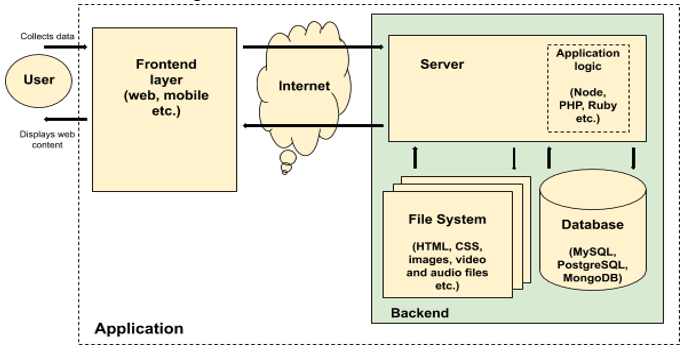 Collects data
User
Displays web
content
Frontend
layer
(web, mobile
etc.)
Internet
Server
Application
logic
(Node,
PHP, Ruby
etc.)
File System
(HTML, CSS,
images, video
and audio files
etc.)
Database
(MySQL,
PostgreSQL,
MongoDB)
Backend
Application